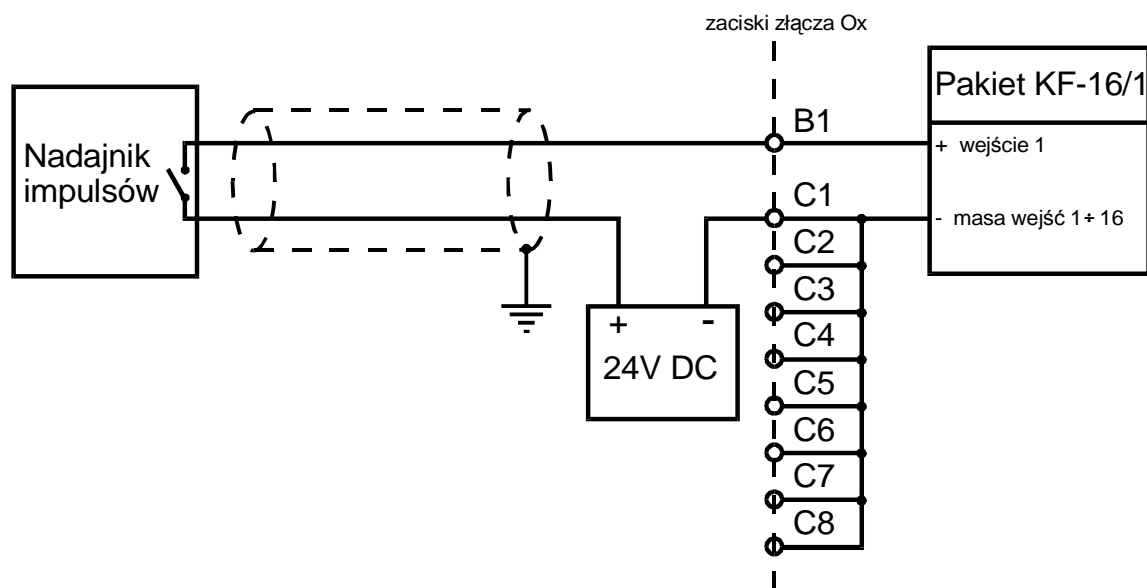 zaciski złącza Ox
Pakiet KF-16/1
Nadajnik
impulsów
B1
+ wejście 1
C1
- masa wejść 1÷16
C2
C3
+ -
24V DC
C4
C5
C6
C7
C8